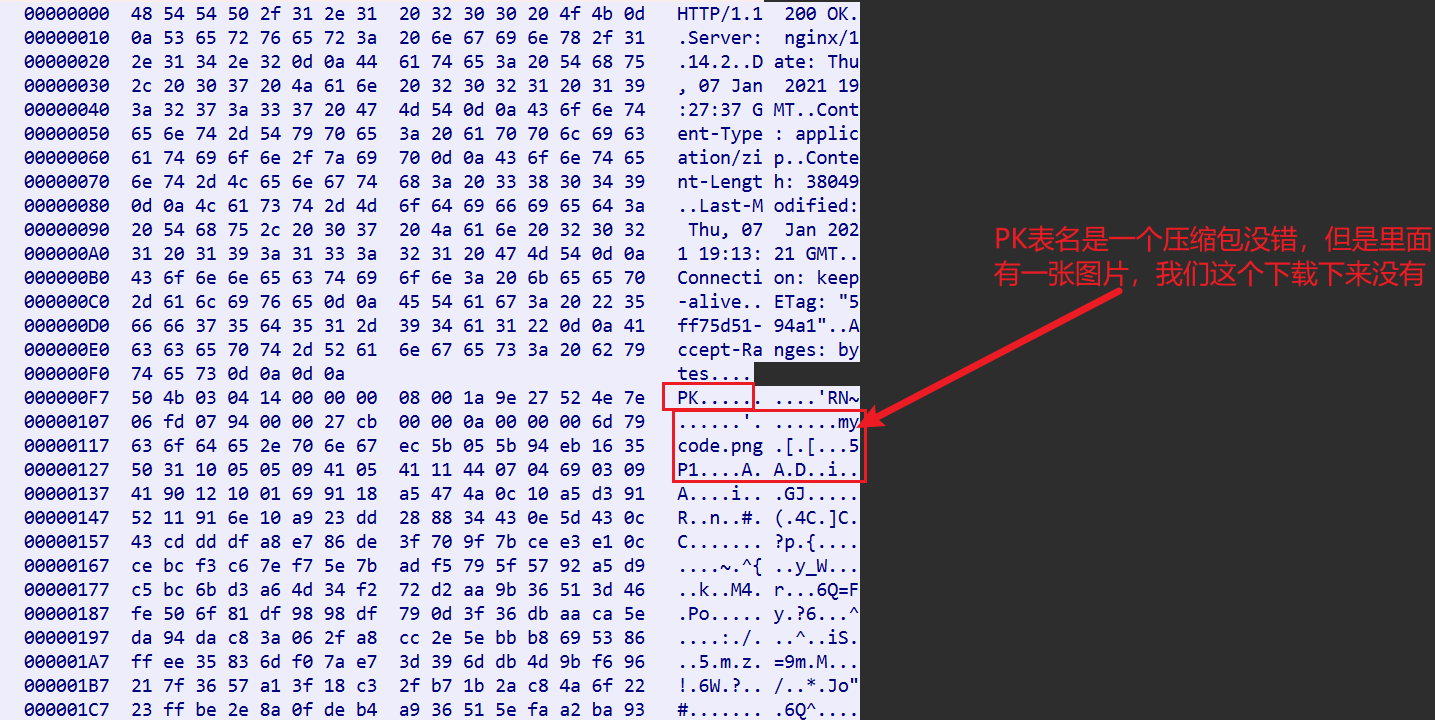 00000000  48 54 54 50 2f 31 2e 31  20 32 30 30 20 4f 4b 0d   HTTP/1.1  200 OK.
00000010  0a 53 65 72 76 65 72 3a  20 6e 67 69 6e 78 2f 31   .Server:  nginx/1
00000020  2e 31 34 2e 32 0d 0a 44  61 74 65 3a 20 54 68 75   .14.2..D ate: Thu
00000030  2c 20 30 37 20 4a 61 6e  20 32 30 32 31 20 31 39   , 07 Jan  2021 19
00000040  3a 32 37 3a 33 37 20 47  4d 54 0d 0a 43 6f 6e 74   :27:37 G MT..Cont
00000050  65 6e 74 2d 54 79 70 65  3a 20 61 70 70 6c 69 63   ent-Type : applic
00000060  61 74 69 6f 6e 2f 7a 69  70 0d 0a 43 6f 6e 74 65   ation/zi p..Conte
00000070  6e 74 2d 4c 65 6e 67 74  68 3a 20 33 38 30 34 39   nt-Lengt h: 38049
00000080  0d 0a 4c 61 73 74 2d 4d  6f 64 69 66 69 65 64 3a   ..Last-M odified:
00000090  20 54 68 75 2c 20 30 37  20 4a 61 6e 20 32 30 32    Thu, 07  Jan 202
000000A0  31 20 31 39 3a 31 33 3a  32 31 20 47 4d 54 0d 0a   1 19:13: 21 GMT..
000000B0  43 6f 6e 6e 65 63 74 69  6f 6e 3a 20 6b 65 65 70   Connecti on: keep
000000C0  2d 61 6c 69 76 65 0d 0a  45 54 61 67 3a 20 22 35   -alive.. ETag: "5
000000D0  66 66 37 35 64 35 31 2d  39 34 61 31 22 0d 0a 41   ff75d51- 94a1"..A
000000E0  63 63 65 70 74 2d 52 61  6e 67 65 73 3a 20 62 79   ccept-Ra nges: by
000000F0  74 65 73 0d 0a 0d 0a                               tes....
000000F7  50 4b 03 04 14 00 00 00  08 00 1a 9e 27 52 4e 7e   PK...... ....'RN~
00000107  06 fd 07 94 00 00 27 cb  00 00 0a 00 00 00 6d 79   ......'. ......my
00000117  63 6f 64 65 2e 70 6e 67  ec 5b 05 5b 94 eb 16 35   code.png .[.[...5
00000127  50 31 10 05 05 09 41 05  41 11 44 07 04 69 03 09   P1....A. A.D..i..
00000137  41 90 12 10 01 69 91 18  a5 47 4a 0c 10 a5 d3 91   A....i.. .GJ.....
00000147  52 11 91 6e 10 a9 23 dd  28 88 34 43 0e 5d 43 0c   R..n..#. (.4C.]C.
00000157  43 cd dd df a8 e7 86 de  3f 70 9f 7b ce e3 e1 0c   C....... ?p.{....
00000167  ce bc f3 c6 7e f7 5e 7b  ad f5 79 5f 57 92 a5 d9   ....~.^{ ..y_W...
00000177  c5 bc 6b d3 a6 4d 34 f2  72 d2 aa 9b 36 51 3d 46   ..k..M4. r...6Q=F
00000187  fe 50 6f 81 df 98 98 df  79 0d 3f 36 db aa ca 5e   .Po..... y.?6...^
00000197  da 94 da c8 3a 06 2f a8  cc 2e 5e bb b8 69 53 86   ....:./. ..^..iS.
000001A7  ff ee 35 83 6d f0 7a e7  3d 39 6d db 4d 9b f6 96   ..5.m.z. =9m.M...
000001B7  21 7f 36 57 a1 3f 18 c3  2f b7 1b 2a c8 4a 6f 22   !.6W.?.. /..*.Jo"
000001C7  23 ff be 2e 8a 0f de b4  a9 36 51 5e fa a2 ba 93   #....... .6Q^....
PK表名是一个压缩包没错，但是里面
有一张图片，我们这个下载下来没有